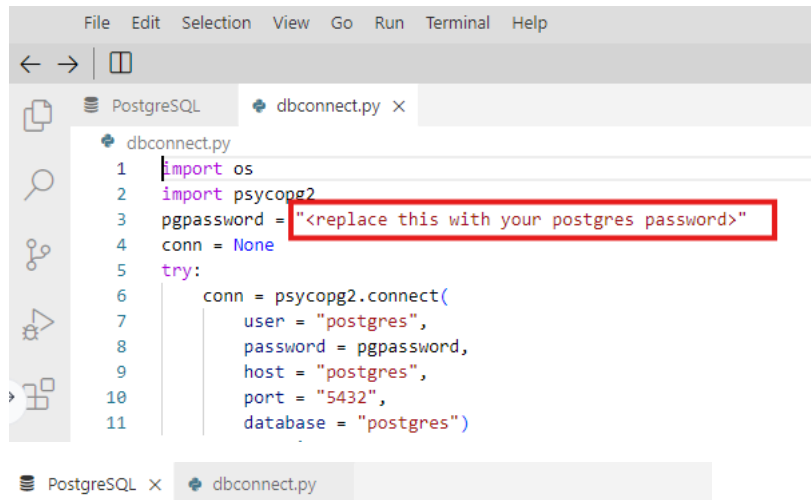 File Edit Selection View Go Run Terminal Help
PostgreSQL dbconnect.py
dbconnect.py
1 import os
2 import psycopg2
3 pgpassword = "<replace this with your postgres password>"
4 conn = None
5 try:
6 conn = psycopg2.connect(
7 user = "postgres",
8 password = pgpassword,
9 host = "postgres",
10 port = "5432",
11 database = "postgres")
PostgreSQL dbconnect.py